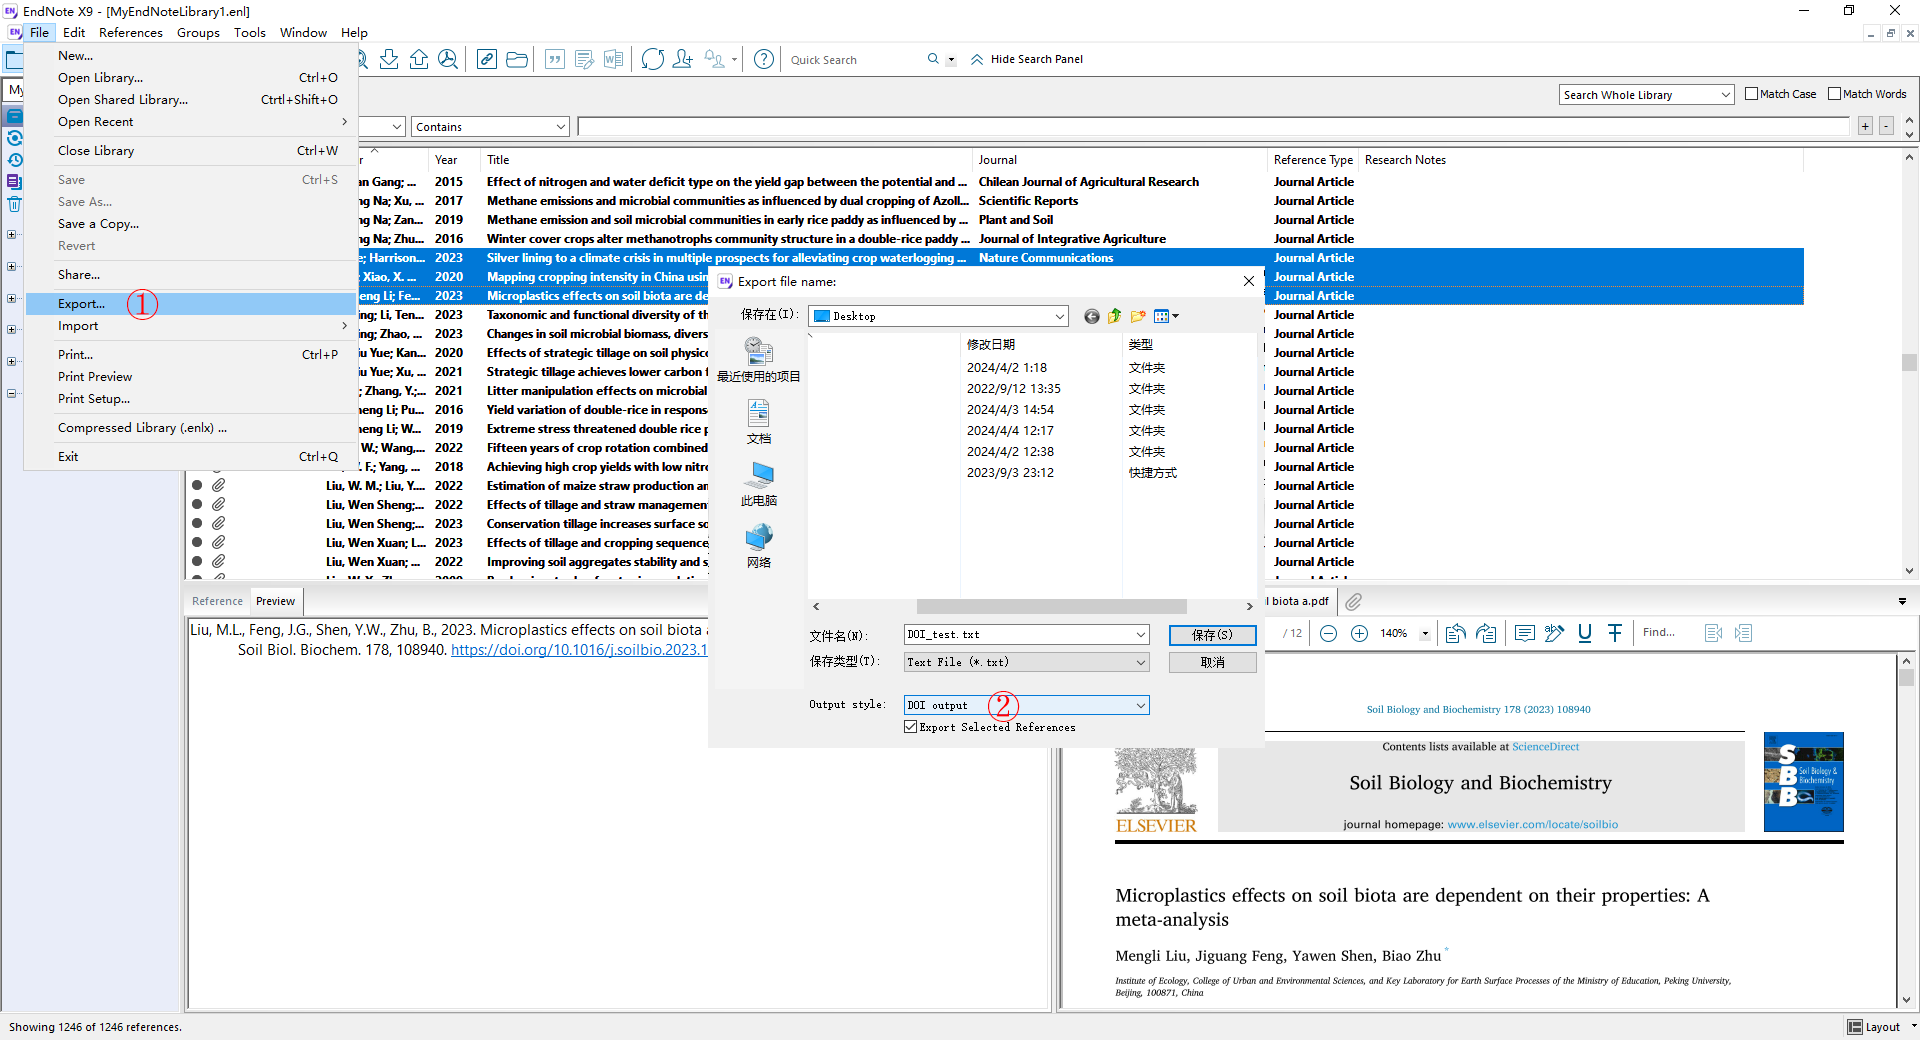 EndNote X9 - [MyEndNoteLibrary1.enl]
File Edit References Groups Tools Window Help
New...
Open Library... Ctrl+O
Open Shared Library... Ctrl+Shift+O
Open Recent
Close Library Ctrl+W
Save Ctrl+S
Save As...
Save a Copy...
Revert
Share...
Export... ①
Import
Print... Ctrl+P
Print Preview
Print Setup...
Compressed Library (.enlx) ...
Exit Ctrl+Q
Quick Search
Hide Search Panel
My
Search Whole Library Match Case Match Words
Contains
+ -
r Year Title Journal Reference Type Research Notes
an Gang; ... 2015 Effect of nitrogen and water deficit type on the yield gap between the potential and ... Chilean Journal of Agricultural Research Journal Article
ng Na; Xu, ... 2017 Methane emissions and microbial communities as influenced by dual cropping of Azoll... Scientific Reports Journal Article
ng Na; Zan... 2019 Methane emission and soil microbial communities in early rice paddy as influenced by ... Plant and Soil Journal Article
ng Na; Zhu... 2016 Winter cover crops alter methanotrophs community structure in a double-rice paddy ... Journal of Integrative Agriculture Journal Article
e; Harrison... 2023 Silver lining to a climate crisis in multiple prospects for alleviating crop waterlogging ... Nature Communications Journal Article
; Xiao, X. ... 2020 Mapping cropping intensity in China usin Journal Article
eng Li; Fe... 2023 Microplastics effects on soil biota are de Journal Article
ng; Li, Ten... 2023 Taxonomic and functional diversity of th Journal Article
ng; Zhao, ... 2023 Changes in soil microbial biomass, divers Journal Article
u Yue; Kan... 2020 Effects of strategic tillage on soil physico Journal Article
u Yue; Xu, ... 2021 Strategic tillage achieves lower carbon f Journal Article
; Zhang, Y.;... 2021 Litter manipulation effects on microbial Journal Article
heng Li; Pu... 2016 Yield variation of double-rice in respons Journal Article
heng Li; W... 2019 Extreme stress threatened double rice p Journal Article
W.; Wang,... 2022 Fifteen years of crop rotation combined Journal Article
. F.; Yang, ... 2018 Achieving high crop yields with low nitro Journal Article
Liu, W. M.; Liu, Y.... 2022 Estimation of maize straw production an Journal Article
Liu, Wen Sheng;... 2022 Effects of tillage and straw managemen Journal Article
Liu, Wen Sheng;... 2023 Conservation tillage increases surface so Journal Article
Liu, Wen Xuan; L... 2023 Effects of tillage and cropping sequence Journal Article
Liu, Wen Xuan; ... 2022 Improving soil aggregates stability and s Journal Article
Export file name:
保存在(I): Desktop
修改日期 类型
2024/4/2 1:18 文件夹
2022/9/12 13:35 文件夹
2024/4/3 14:54 文件夹
2024/4/4 12:17 文件夹
2024/4/2 12:38 文件夹
2023/9/3 23:12 快捷方式
最近使用的项目
文档
此电脑
网络
文件名(N): DOI_test.txt 保存(S)
保存类型(T): Text File (*.txt) 取消
Output style: DOI output ②
Export Selected References
Reference Preview
Liu, M.L., Feng, J.G., Shen, Y.W., Zhu, B., 2023. Microplastics effects on soil biota
Soil Biol. Biochem. 178, 108940. https://doi.org/10.1016/j.soilbio.2023.1
l biota a.pdf
/ 12 140% Find...
Soil Biology and Biochemistry 178 (2023) 108940
Contents lists available at ScienceDirect
Soil Biology and Biochemistry
journal homepage: www.elsevier.com/locate/soilbio
ELSEVIER
SBB
Soil Biology & Biochemistry
Microplastics effects on soil biota are dependent on their properties: A
meta-analysis
Mengli Liu, Jiguang Feng, Yawen Shen, Biao Zhu *
Institute of Ecology, College of Urban and Environmental Sciences, and Key Laboratory for Earth Surface Processes of the Ministry of Education, Peking University,
Beijing, 100871, China
Showing 1246 of 1246 references.
Layout